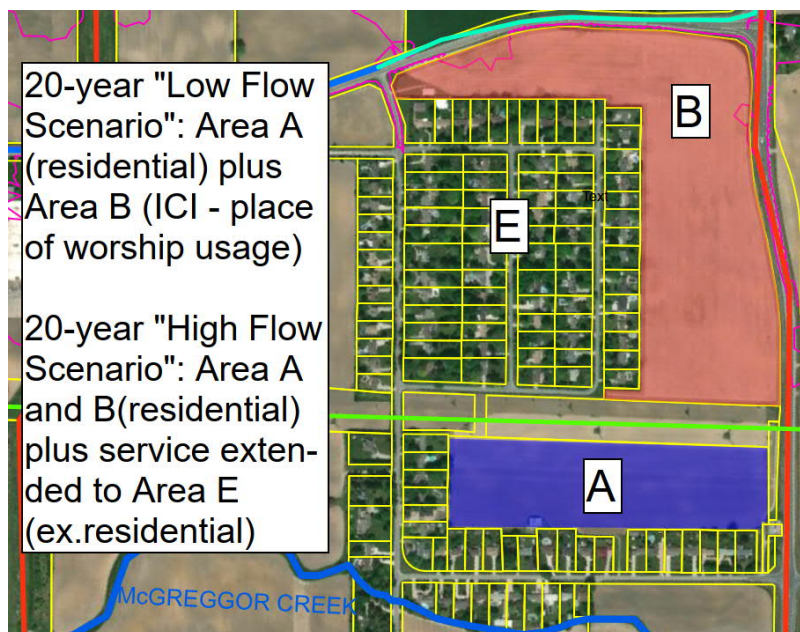 20-year "Low Flow
Scenario": Area A
(residential) plus
Area B (ICI - place
of worship usage)
20-year "High Flow
Scenario": Area A
and B(residential)
plus service exten-
ded to Area E
(ex.residential)
B
Text
E
A
McGREGGOR CREEK